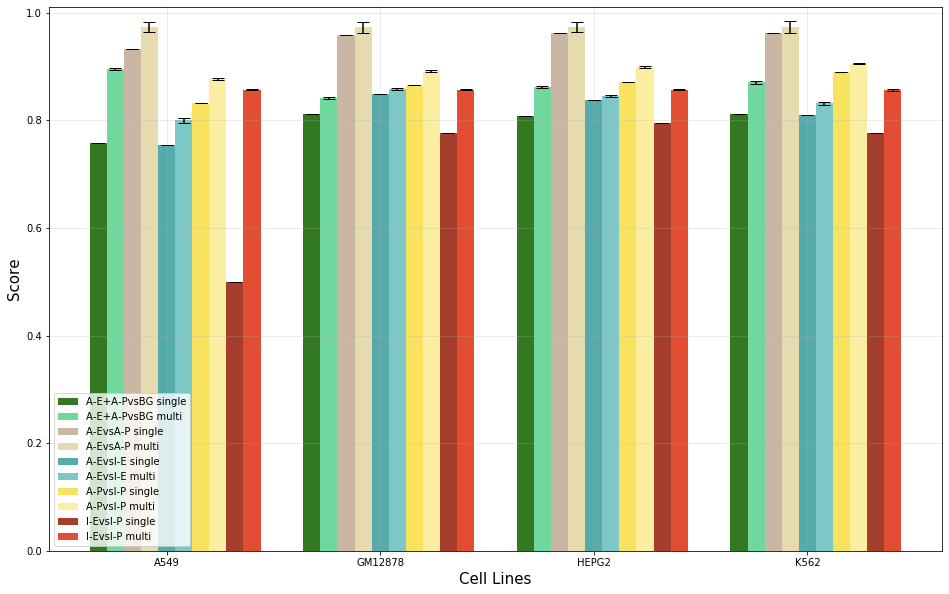 1.0
0.8
0.6
0.4
0.2
0.0
Score
A-E+A-PvsBG single
A-E+A-PvsBG multi
A-EvsA-P single
A-EvsA-P multi
A-EvsI-E single
A-EvsI-E multi
A-PvsI-P single
A-PvsI-P multi
I-EvsI-P single
I-EvsI-P multi
A549 GM12878 HEPG2 K562
Cell Lines